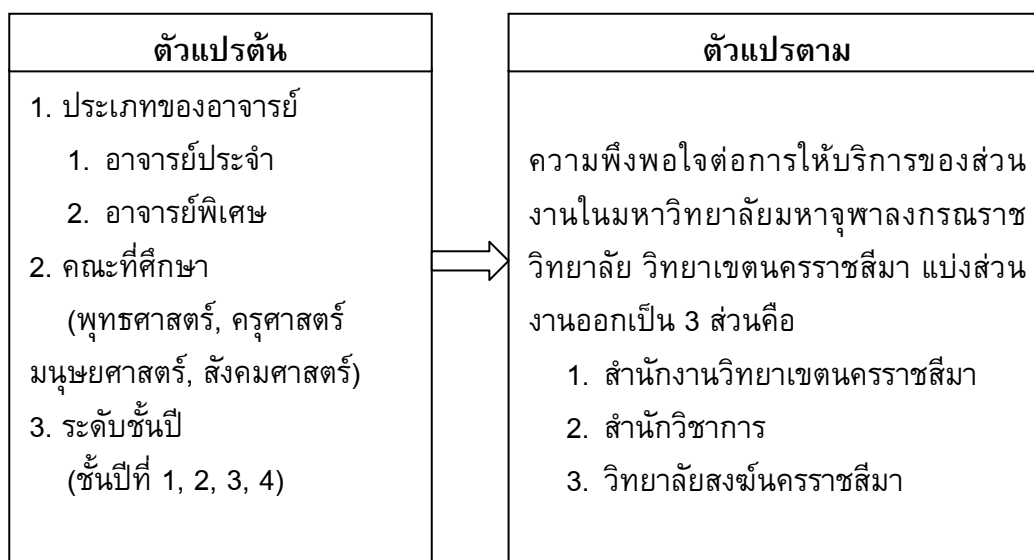 ตัวแปรต้น
1. ประเภทของอาจารย์
1. อาจารย์ประจำ
2. อาจารย์พิเศษ
2. คณะที่ศึกษา
(พุทธศาสตร์, ครุศาสตร์
มนุษยศาสตร์, สังคมศาสตร์)
3. ระดับชั้นปี
(ชั้นปีที่ 1, 2, 3, 4)
ตัวแปรตาม
ความพึงพอใจต่อการให้บริการของส่วน
งานในมหาวิทยาลัยมหาจุฬาลงกรณราช
วิทยาลัย วิทยาเขตนครราชสีมา แบ่งส่วน
งานออกเป็น 3 ส่วนคือ
1. สำนักงานวิทยาเขตนครราชสีมา
2. สำนักวิชาการ
3. วิทยาลัยสงฆ์นครราชสีมา